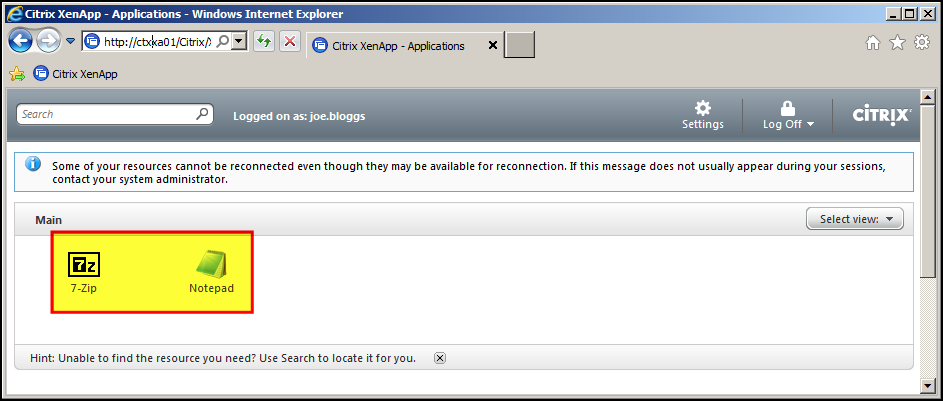 Citrix XenApp - Applications - Windows Internet Explorer
http://ctxxa01/Citrix/
Citrix XenApp - Applications
Citrix XenApp
Search
Logged on as: joe.bloggs
Settings
Log Off
CITRIX
Some of your resources cannot be reconnected even though they may be available for reconnection. If this message does not usually appear during your sessions,
contact your system administrator.
Main
Select view:
7z
7-Zip
Notepad
Hint: Unable to find the resource you need? Use Search to locate it for you.